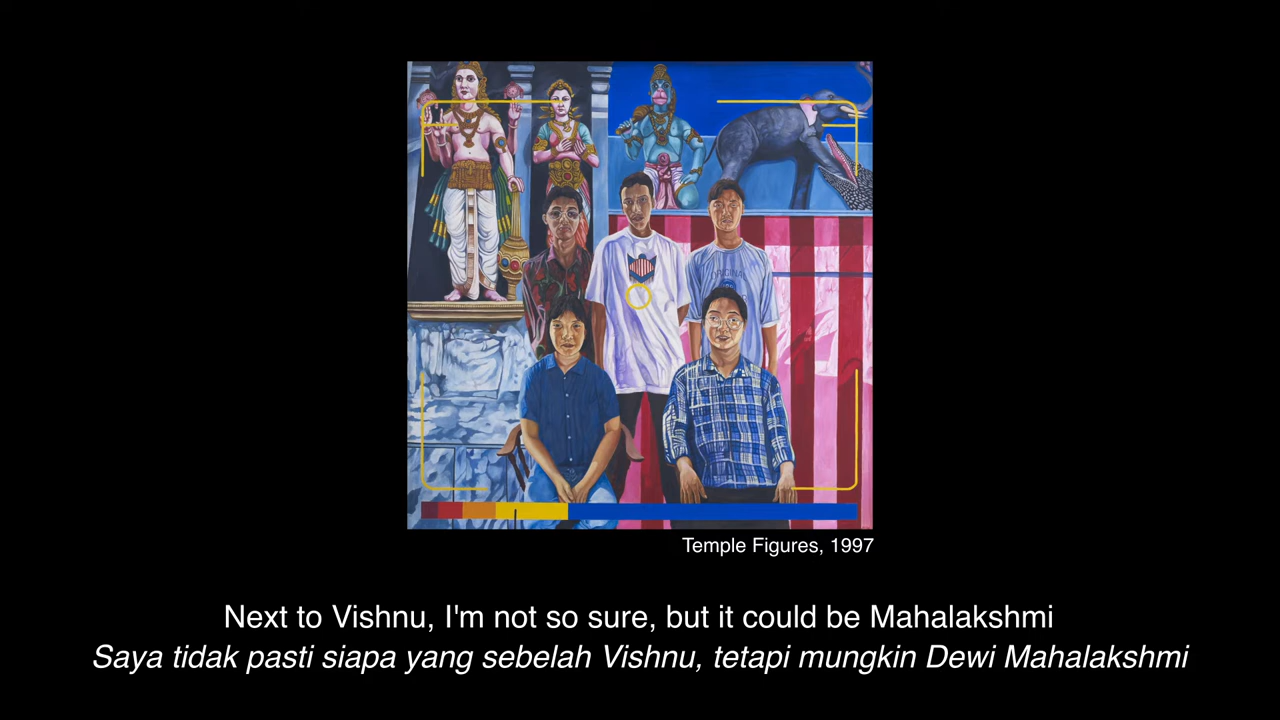 ORIGINAL
Temple Figures, 1997
Next to Vishnu, I'm not so sure, but it could be Mahalakshmi
Saya tidak pasti siapa yang sebelah Vishnu, tetapi mungkin Dewi Mahalakshmi